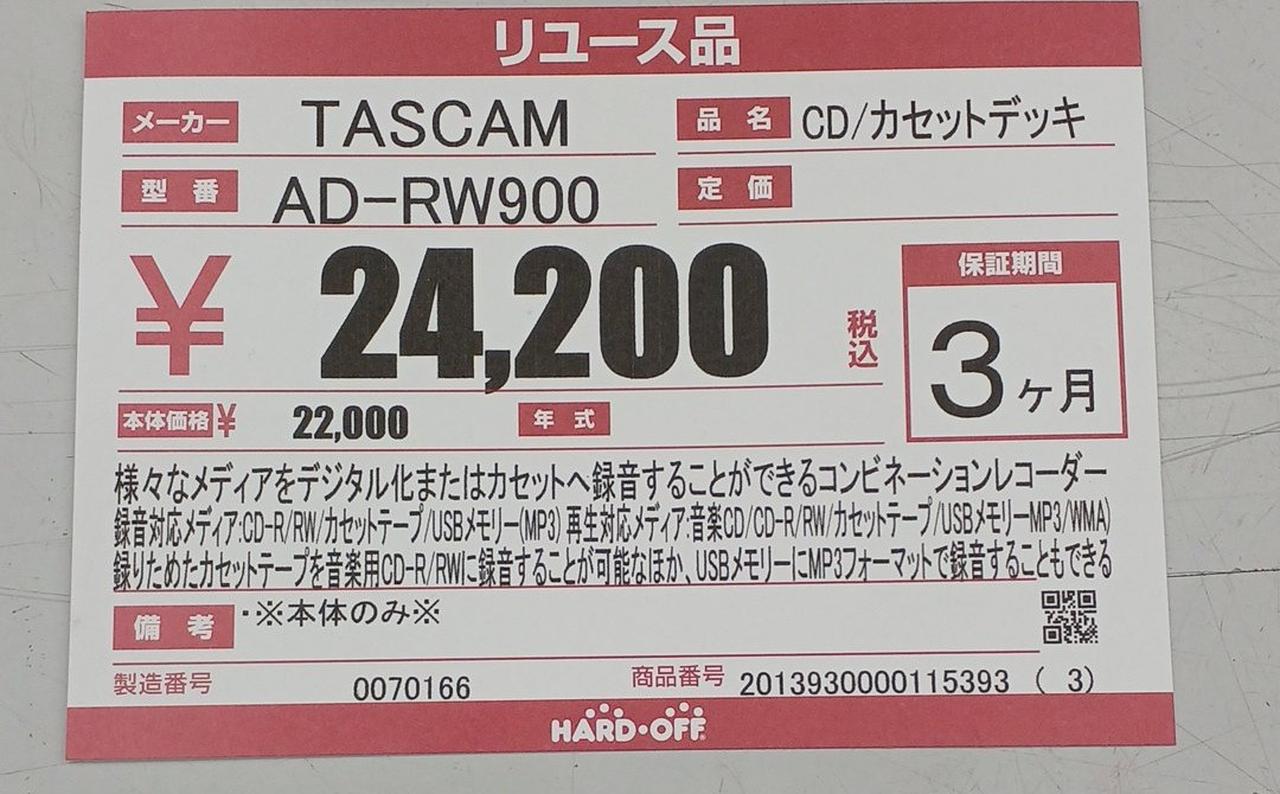 リユース品
メーカー TASCAM 品名 CD/カセットデッキ
型番 AD-RW900 定価
¥ 24,200 税込
保証期間
3ヶ月
本体価格¥ 22,000 年式
様々なメディアをデジタル化またはカセットへ録音することができるコンビネーションレコーダー
録音対応メディア:CD-R/RW/カセットテープ/USBメモリー(MP3) 再生対応メディア:音楽CD/CD-R/RW/カセットテープ/USBメモリーMP3/WMA)
録りためたカセットテープを音楽用CD-R/RWに録音することが可能なほか、USBメモリーにMP3フォーマットで録音することもできる
備考 ・※本体のみ※
製造番号 0070166 商品番号 2013930000115393 ( 3)
HARD・OFF